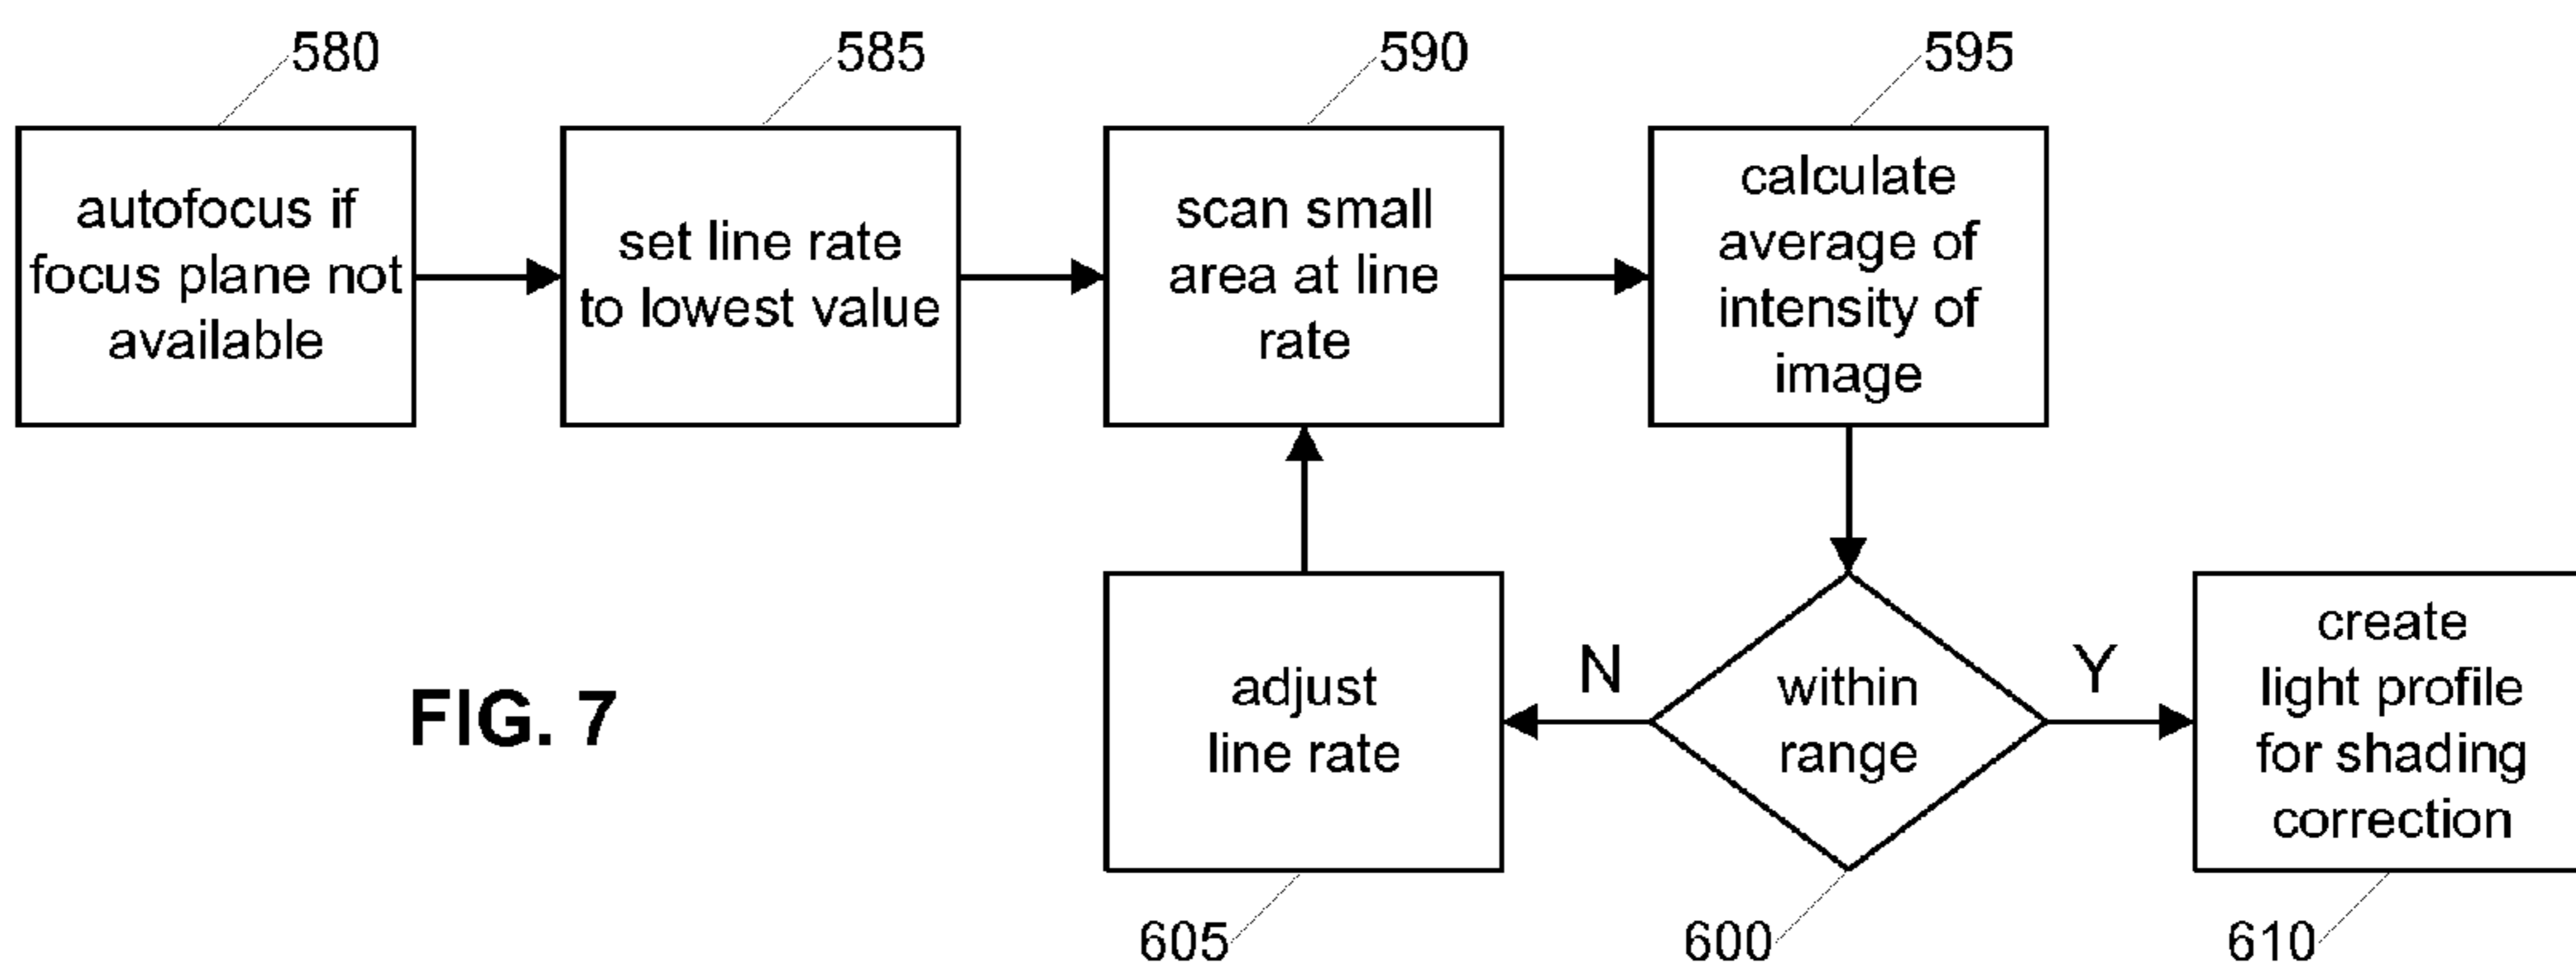 580
autofocus if
focus plane not
available
585
set line rate
to lowest value
590
scan small
area at line
rate
595
calculate
average of
intensity of
image
600
within
range
N
Y
605
adjust
line rate
610
create
light profile
for shading
correction
FIG. 7